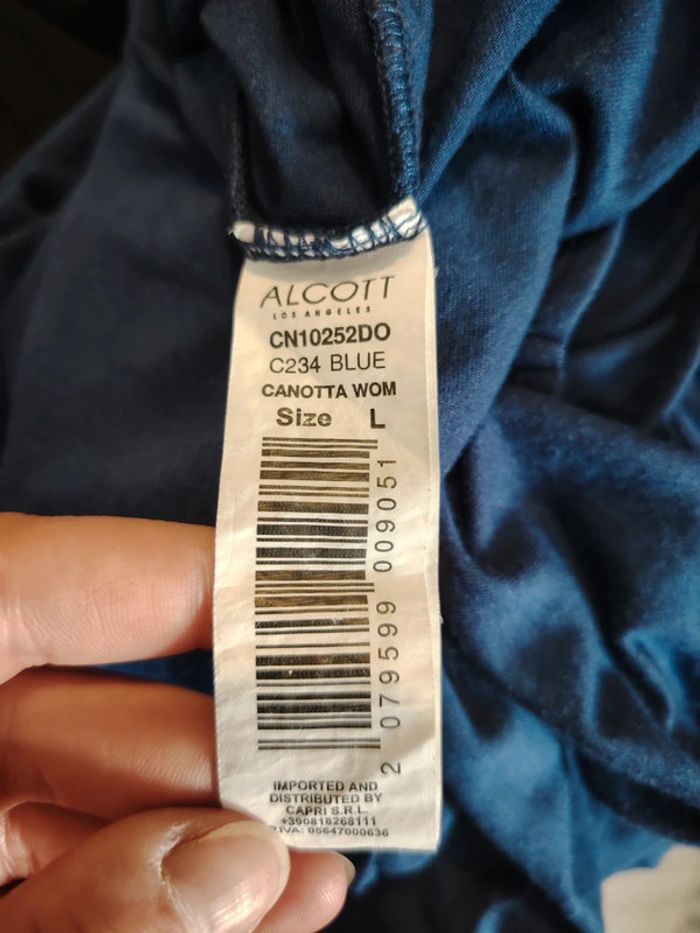 ALCOTT
LOS ANGELES
CN10252DO
C234 BLUE
CANOTTA WOM
Size L
2 079599 009051
IMPORTED AND
DISTRIBUTED BY
CAPRI S.R.L.
+390818268111
P.IVA: 05647000636